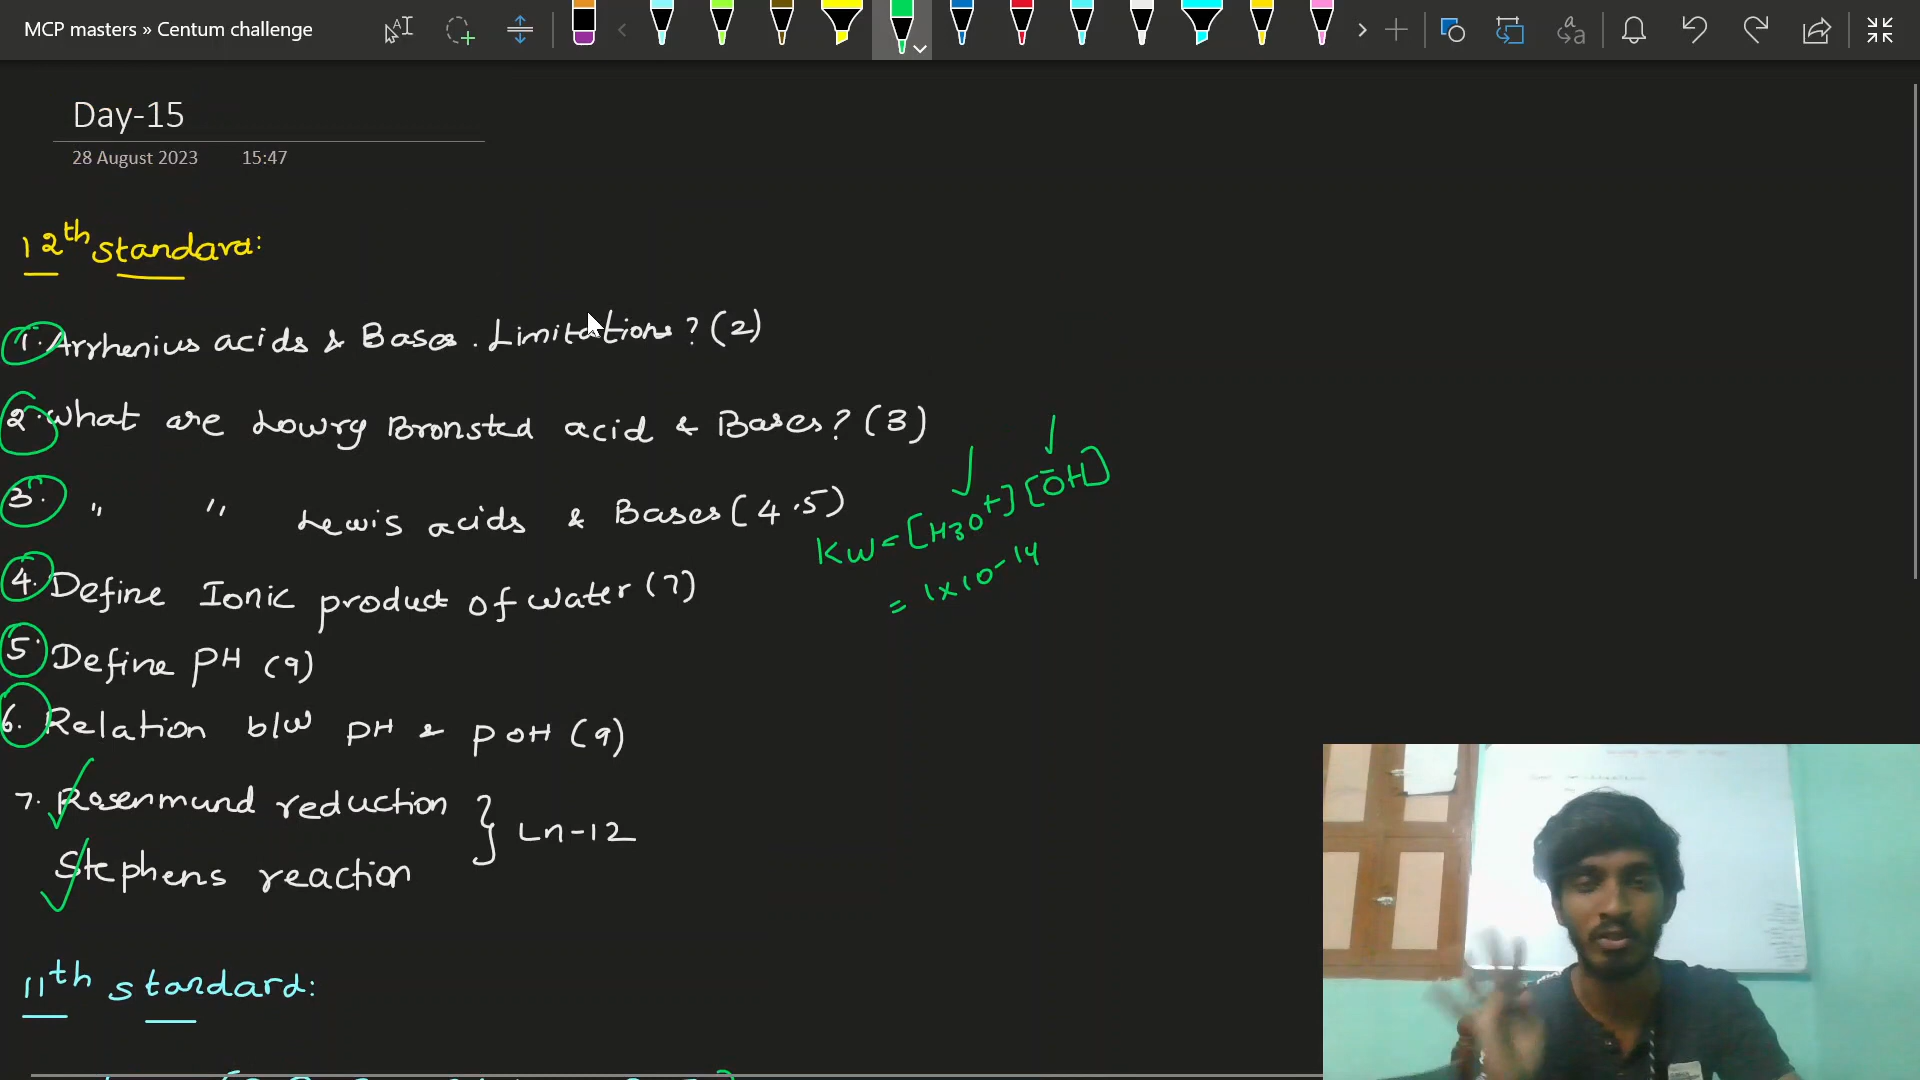 MCP masters » Centum challenge
Day-15
28 August 2023 15:47
12th standard:
1. Arrhenius acids & Bases. Limitations? (2)
2. What are Lowry Bronsted acid & Bases? (3)
3. " " Lewis acids & Bases (4.5)
Kw = [H3O+] [OH]
= 1x10-14
4. Define Ionic product of water (7)
5. Define PH (9)
6. Relation b/w pH & pOH (9)
7. Rosenmund reduction
Stephens reaction
} Ln-12
11th standard: